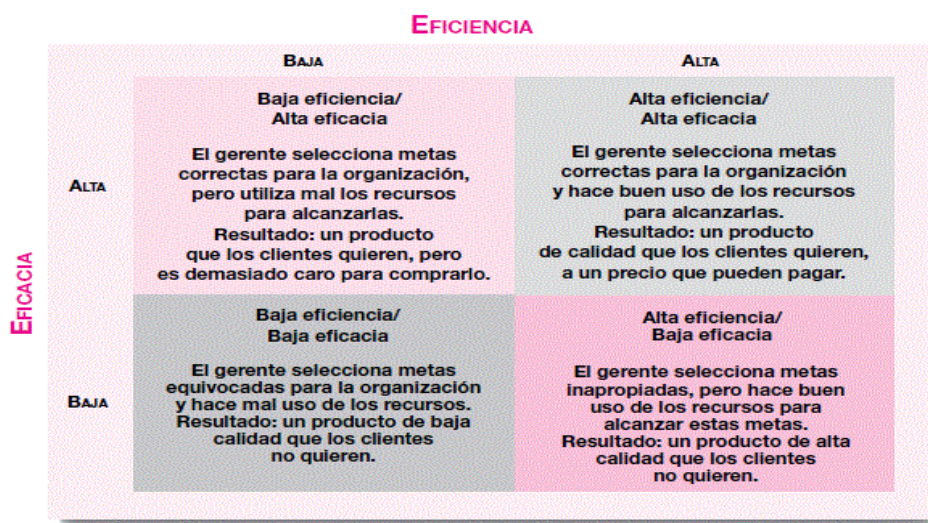 EFICIENCIA
BAJA
ALTA
EFICACIA
ALTA
Baja eficiencia/
Alta eficacia
El gerente selecciona metas
correctas para la organización,
pero utiliza mal los recursos
para alcanzarlas.
Resultado: un producto
que los clientes quieren, pero
es demasiado caro para comprarlo.
Alta eficiencia/
Alta eficacia
El gerente selecciona metas
correctas para la organización
y hace buen uso de los recursos
para alcanzarlas.
Resultado: un producto
de calidad que los clientes quieren,
a un precio que pueden pagar.
BAJA
Baja eficiencia/
Baja eficacia
El gerente selecciona metas
equivocadas para la organización
y hace mal uso de los recursos.
Resultado: un producto de baja
calidad que los clientes
no quieren.
Alta eficiencia/
Baja eficacia
El gerente selecciona metas
inapropiadas, pero hace buen
uso de los recursos para
alcanzar estas metas.
Resultado: un producto de alta
calidad que los clientes
no quieren.